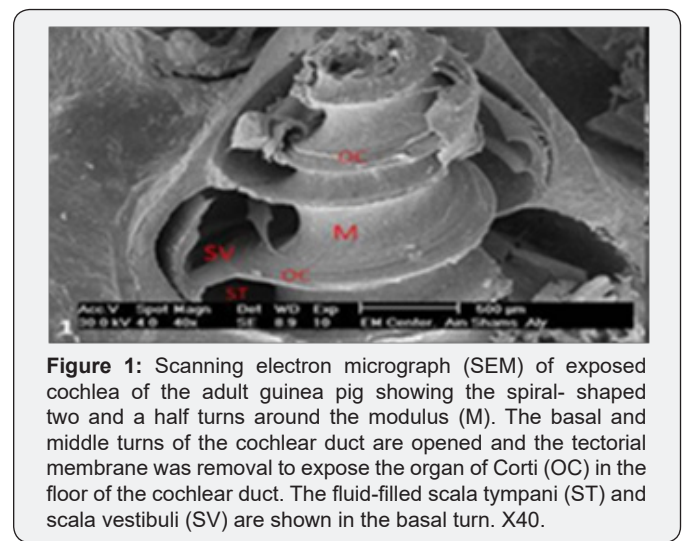 OC
M
SV
OC
ST
Acc.V Spot Magn Det WD Exp 500 µm
1 30.0 kV 4.0 40x SE 8.9 10 EM Center, Ain Shams
Figure 1: Scanning electron micrograph (SEM) of exposed
cochlea of the adult guinea pig showing the spiral- shaped
two and a half turns around the modulus (M). The basal and
middle turns of the cochlear duct are opened and the tectorial
membrane was removal to expose the organ of Corti (OC) in the
floor of the cochlear duct. The fluid-filled scala tympani (ST) and
scala vestibuli (SV) are shown in the basal turn. X40.